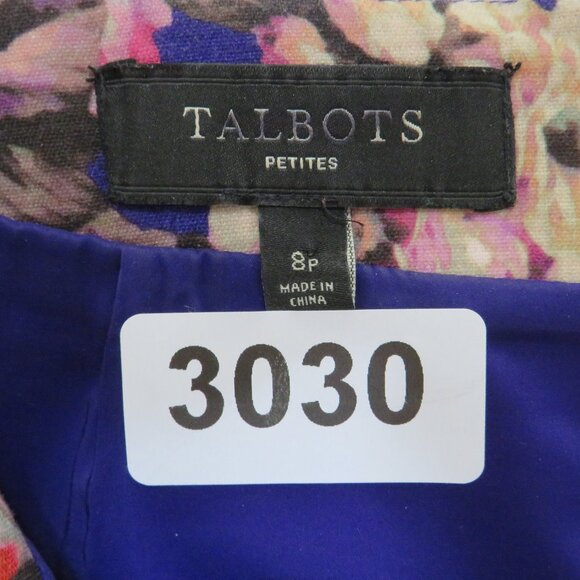 TALBOTS
PETITES
8P
MADE IN
CHINA
3030